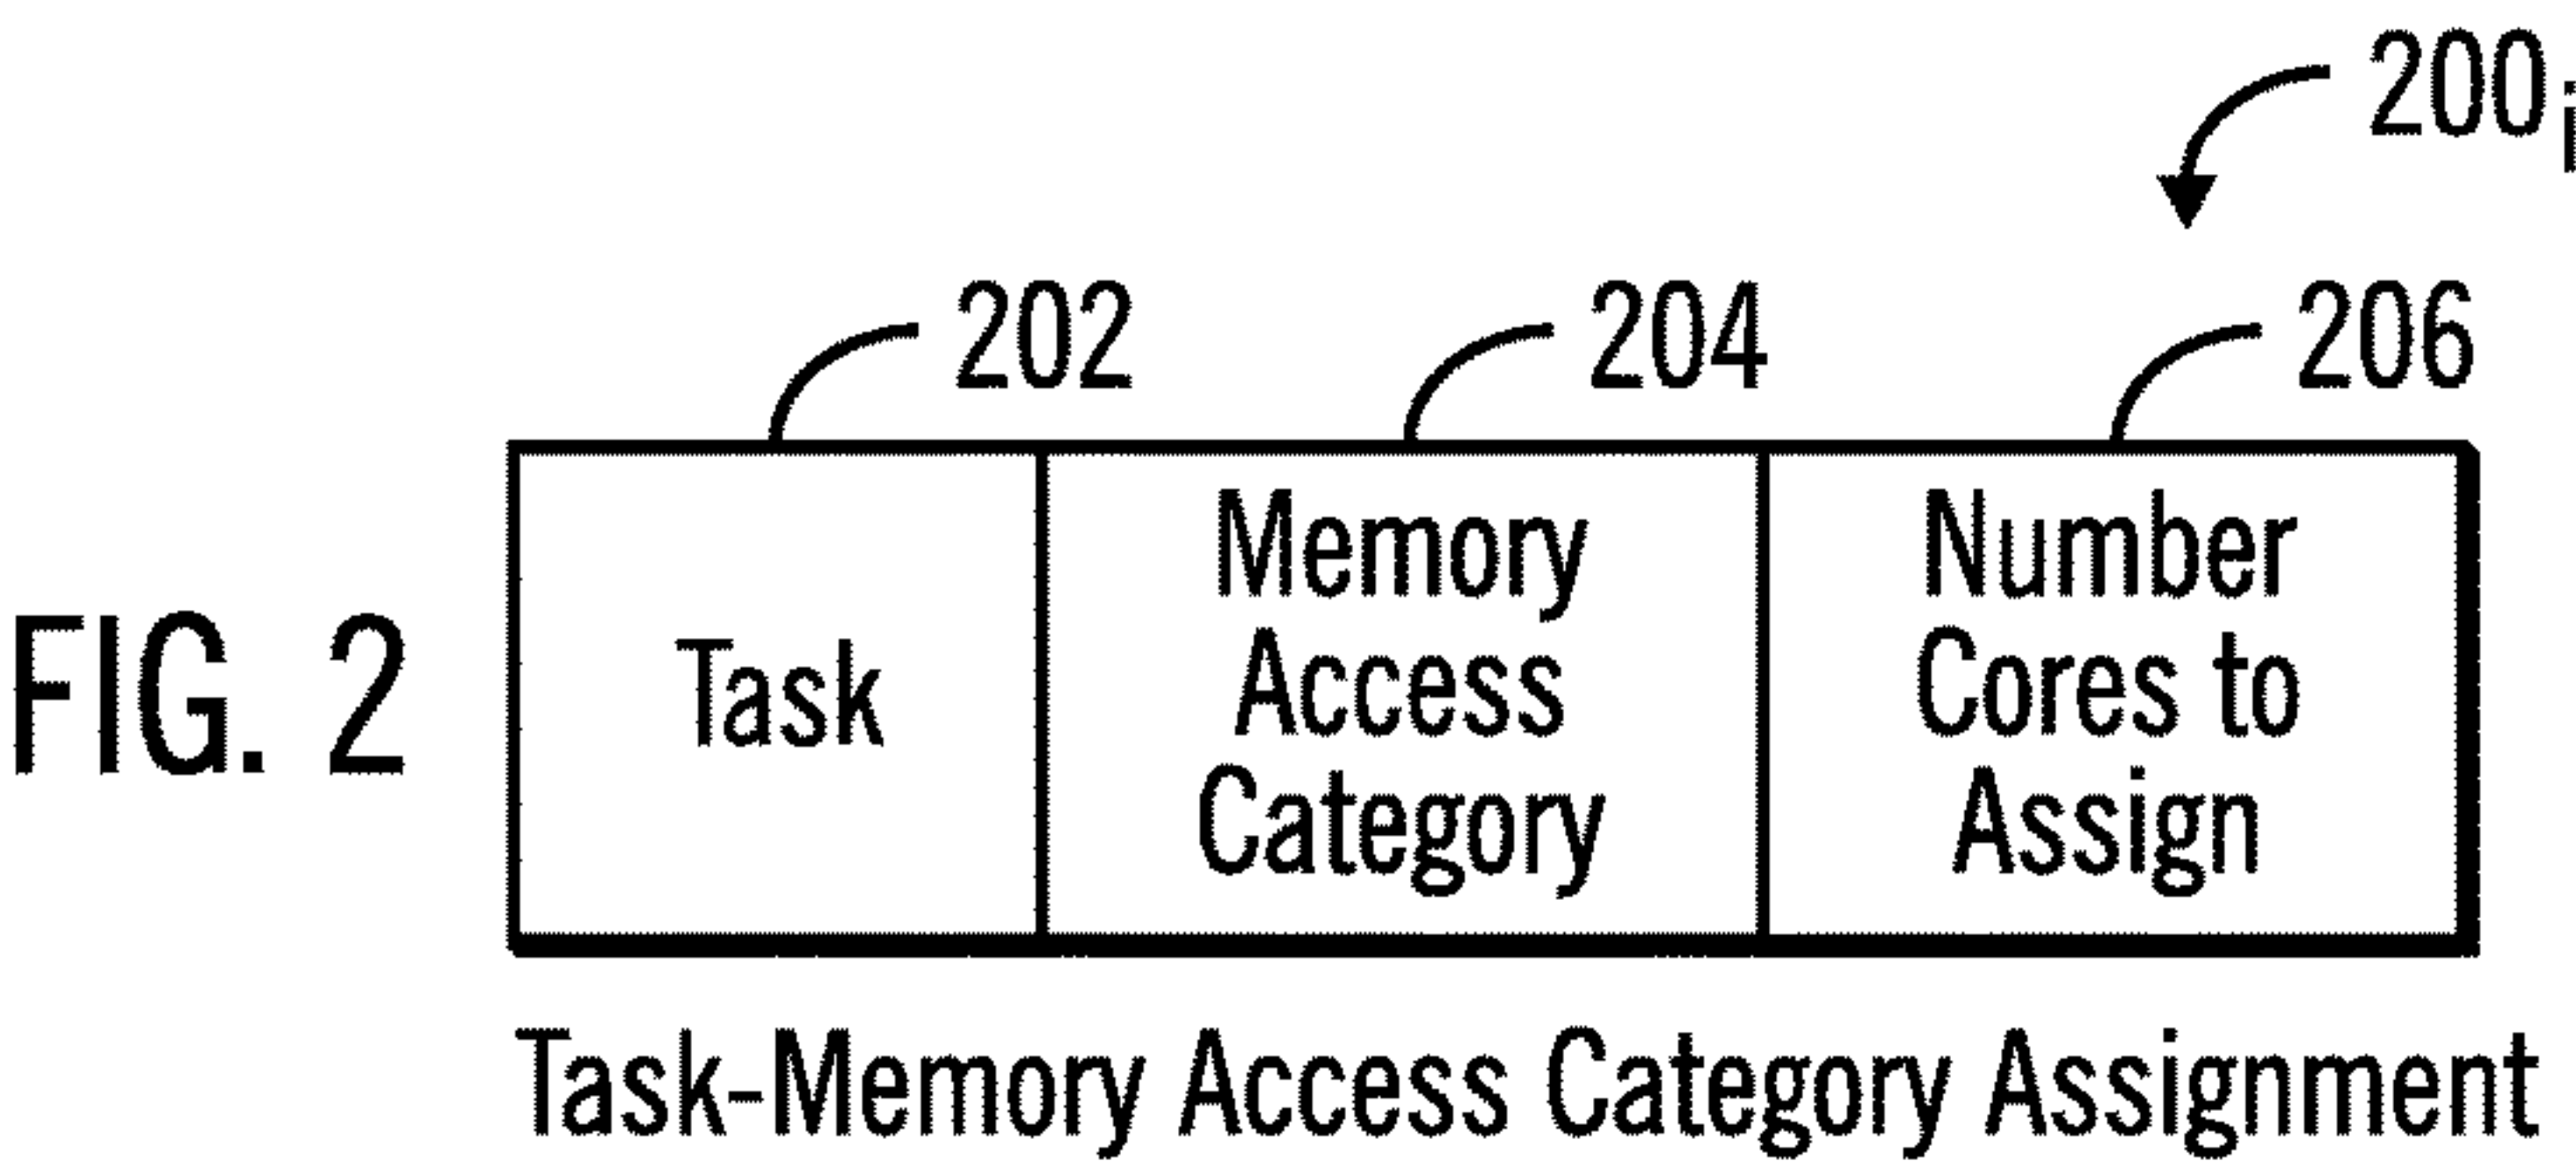 200i
202
204
206
FIG. 2
Task
Memory
Access
Category
Number
Cores to
Assign
Task-Memory Access Category Assignment